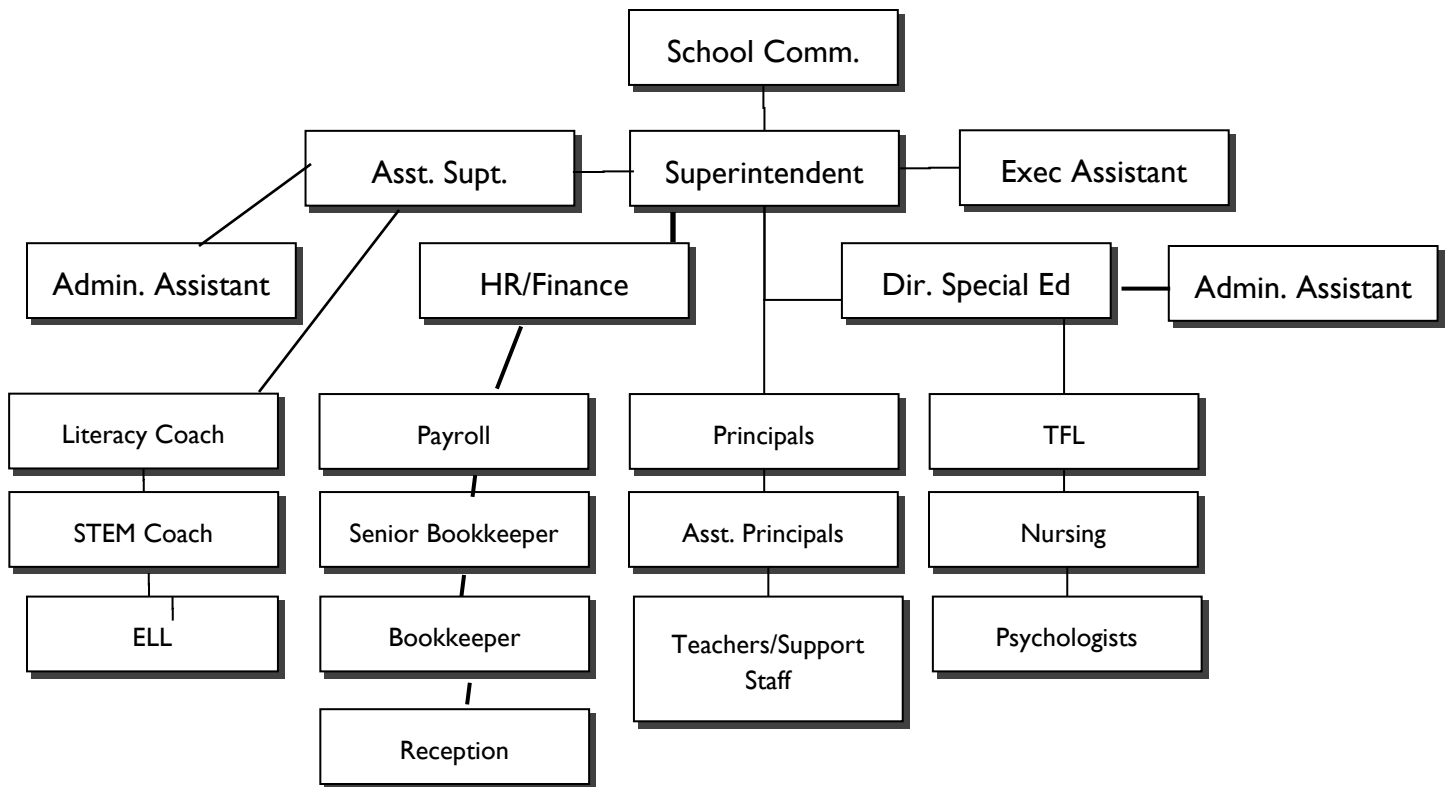 School Comm.
Asst. Supt.
Superintendent
Exec Assistant
Admin. Assistant
HR/Finance
Dir. Special Ed
Admin. Assistant
Literacy Coach
Payroll
Principals
TFL
STEM Coach
Senior Bookkeeper
Asst. Principals
Nursing
ELL
Bookkeeper
Teachers/Support
Staff
Psychologists
Reception